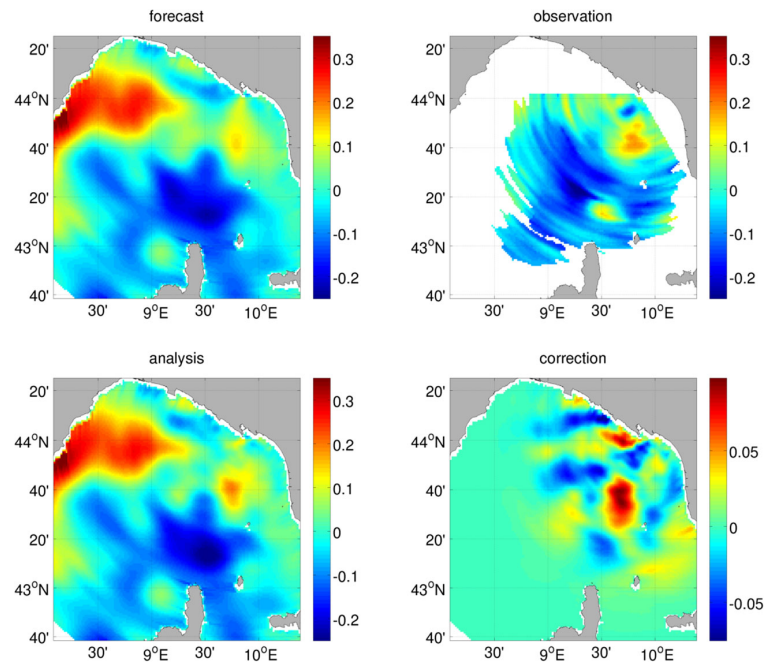 forecast
20'
44°N
40'
20'
43°N
40'
30'
9°E
30'
10°E
0.3
0.2
0.1
0
-0.1
-0.2
observation
20'
44°N
40'
20'
43°N
40'
30'
9°E
30'
10°E
0.3
0.2
0.1
0
-0.1
-0.2
analysis
20'
44°N
40'
20'
43°N
40'
30'
9°E
30'
10°E
0.3
0.2
0.1
0
-0.1
-0.2
correction
20'
44°N
40'
20'
43°N
40'
30'
9°E
30'
10°E
0.05
0
-0.05